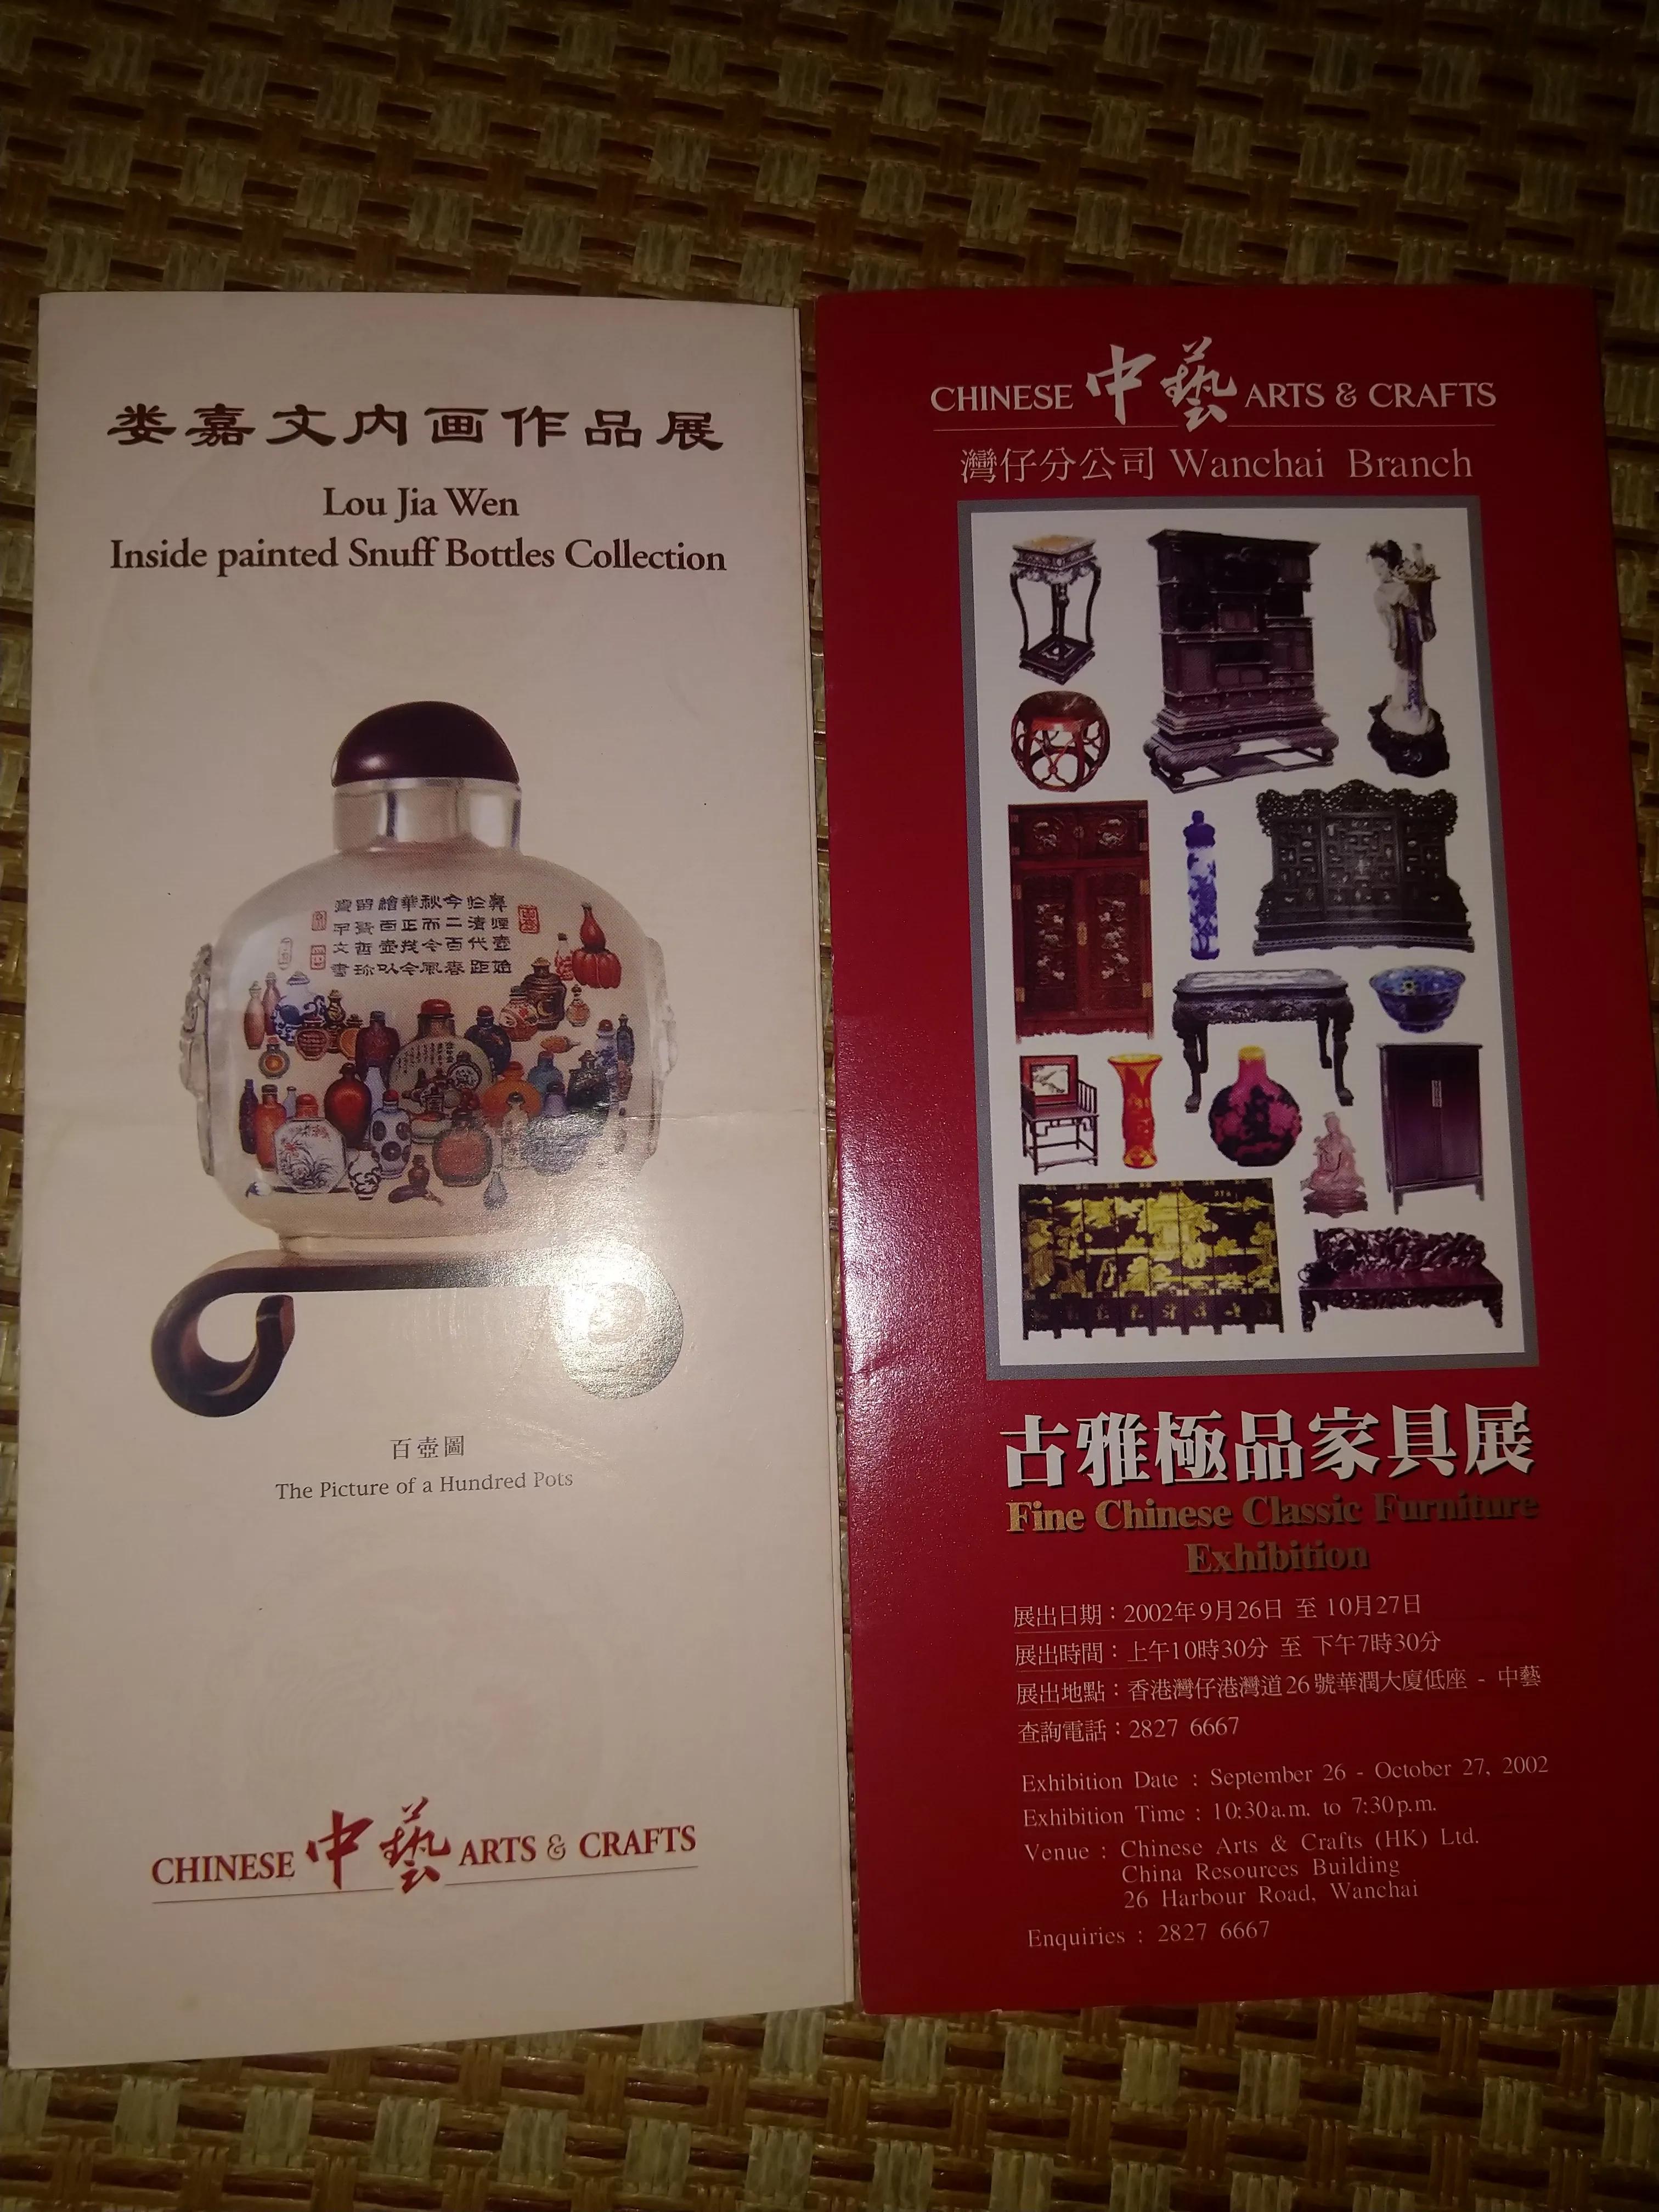 娄嘉文内画作品展
Lou Jia Wen
Inside painted Snuff Bottles Collection
百壺圖
The Picture of a Hundred Pots
CHINESE 中藝 ARTS & CRAFTS
CHINESE 中藝 ARTS & CRAFTS
灣仔分公司 Wanchai Branch
古雅極品家具展
Fine Chinese Classic Furniture
Exhibition
展出日期：2002年9月26日 至 10月27日
展出時間：上午10時30分 至 下午7時30分
展出地點：香港灣仔港灣道26號華潤大廈低座 - 中藝
查詢電話：2827 6667
Exhibition Date : September 26 - October 27, 2002
Exhibition Time : 10:30a.m. to 7:30p.m.
Venue : Chinese Arts & Crafts (HK) Ltd.
China Resources Building
26 Harbour Road, Wanchai
Enquiries : 2827 6667